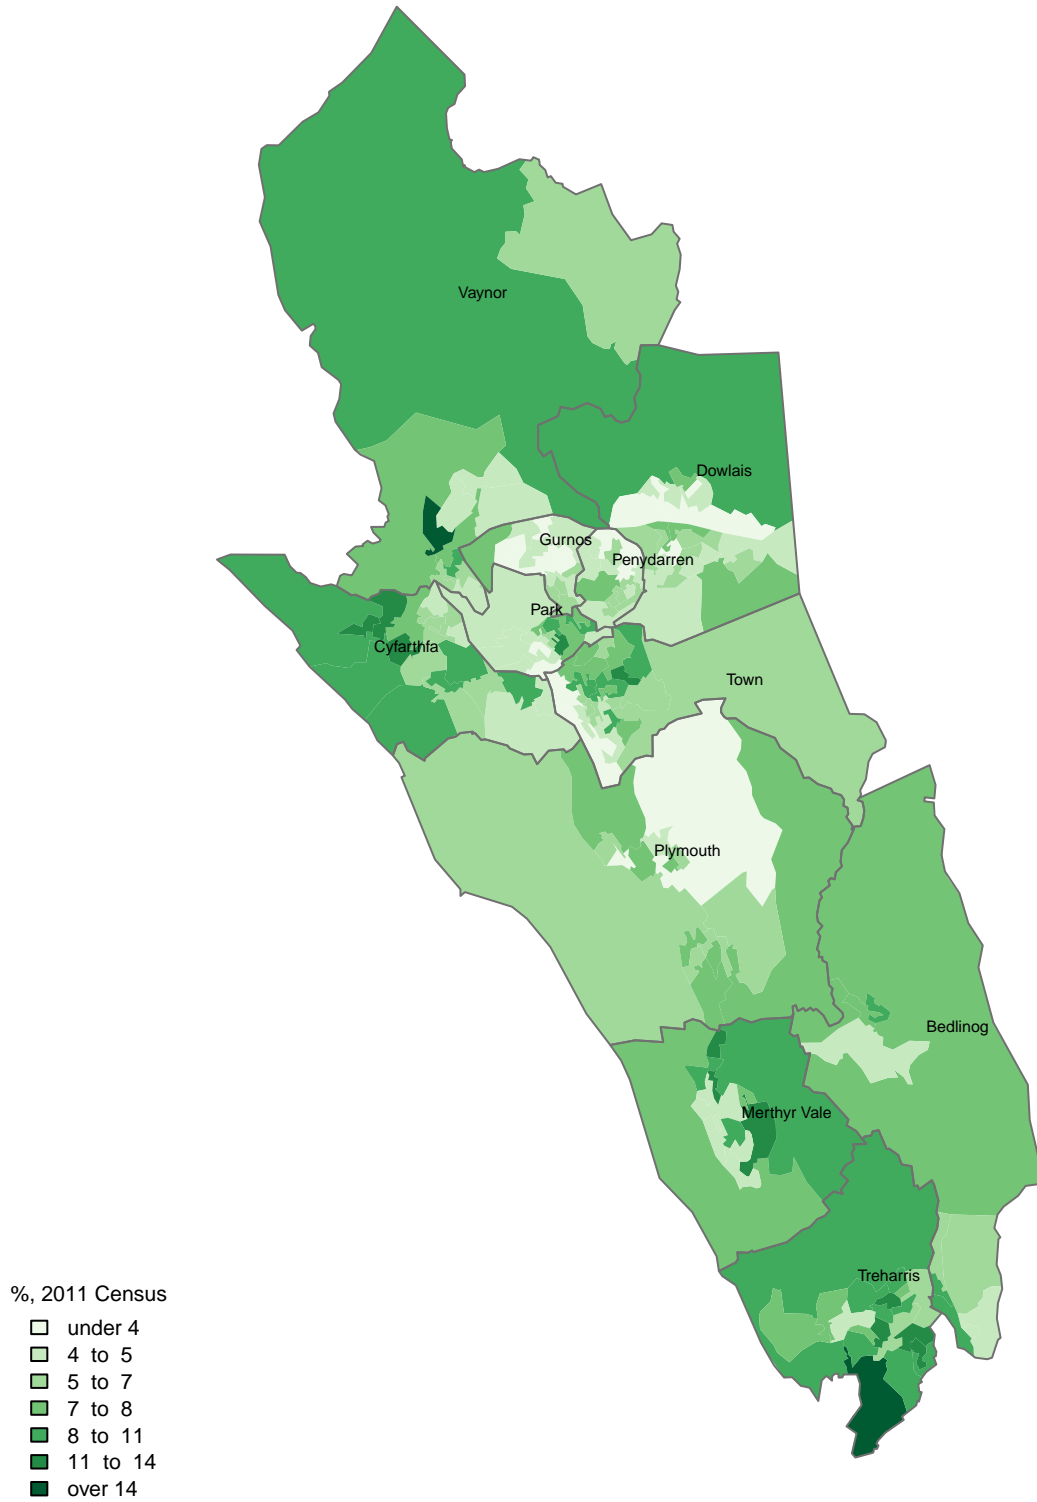 Vaynor
Dowlais
Gurnos
Penydarren
Park
Cyfarthfa
Town
Plymouth
Bedlinog
Merthyr Vale
Treharris
%, 2011 Census
under 4
4 to 5
5 to 7
7 to 8
8 to 11
11 to 14
over 14